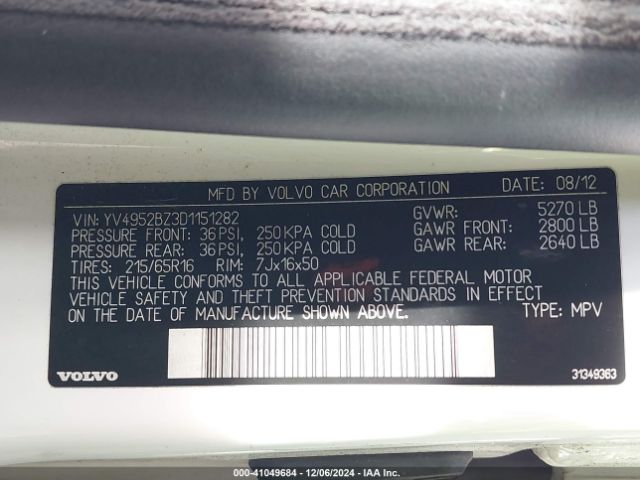 MFD BY VOLVO CAR CORPORATION DATE: 08/12
VIN: YV4952BZ3D1151282 GVWR: 5270 LB
PRESSURE FRONT: 36 PSI, 250 KPA COLD GAWR FRONT: 2800 LB
PRESSURE REAR: 36 PSI, 250 KPA COLD GAWR REAR: 2640 LB
TIRES: 215/65R16 RIM: 7Jx16x50
THIS VEHICLE CONFORMS TO ALL APPLICABLE FEDERAL MOTOR
VEHICLE SAFETY AND THEFT PREVENTION STANDARDS IN EFFECT
ON THE DATE OF MANUFACTURE SHOWN ABOVE. TYPE: MPV
VOLVO 31349363
000-41049684 - 12/06/2024 - IAAI.COM